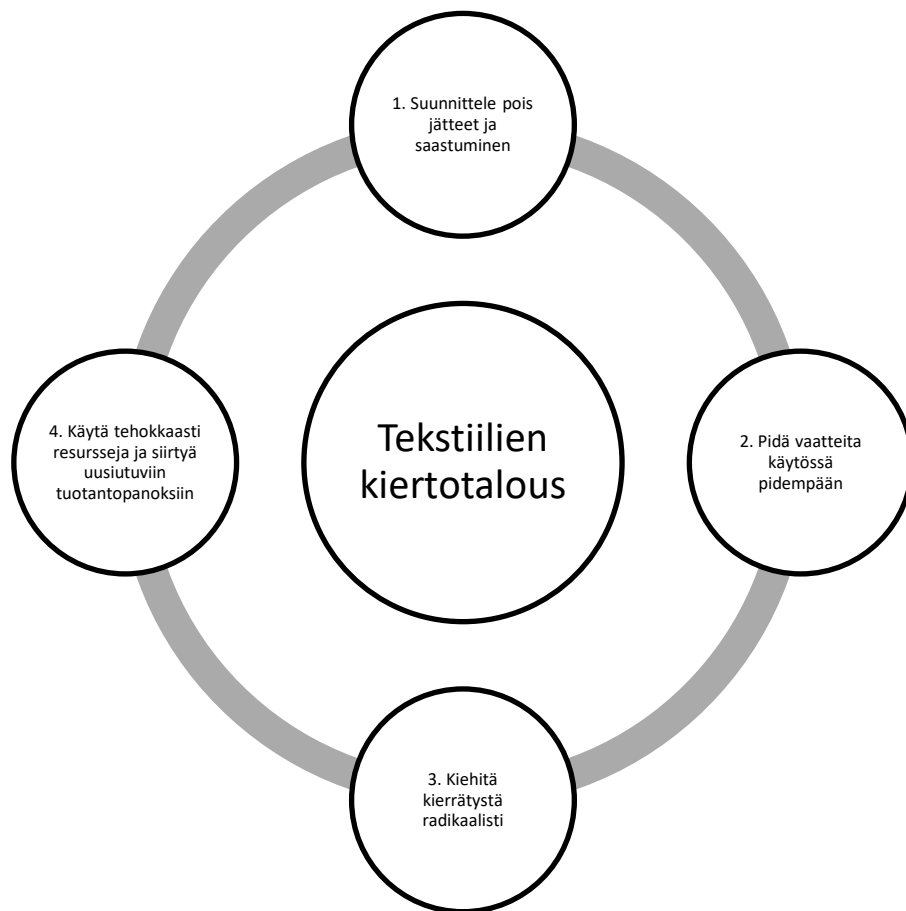 1. Suunnittele pois
jätteet ja
saastuminen
4. Käytä tehokkaasti
resursseja ja siirtyä
uusiutuviin
tuotantopanoksiin
Tekstiilien
kiertotalous
2. Pidä vaatteita
käytössä
pidempään
3. Kiehitä
kierrätystä
radikaalisti